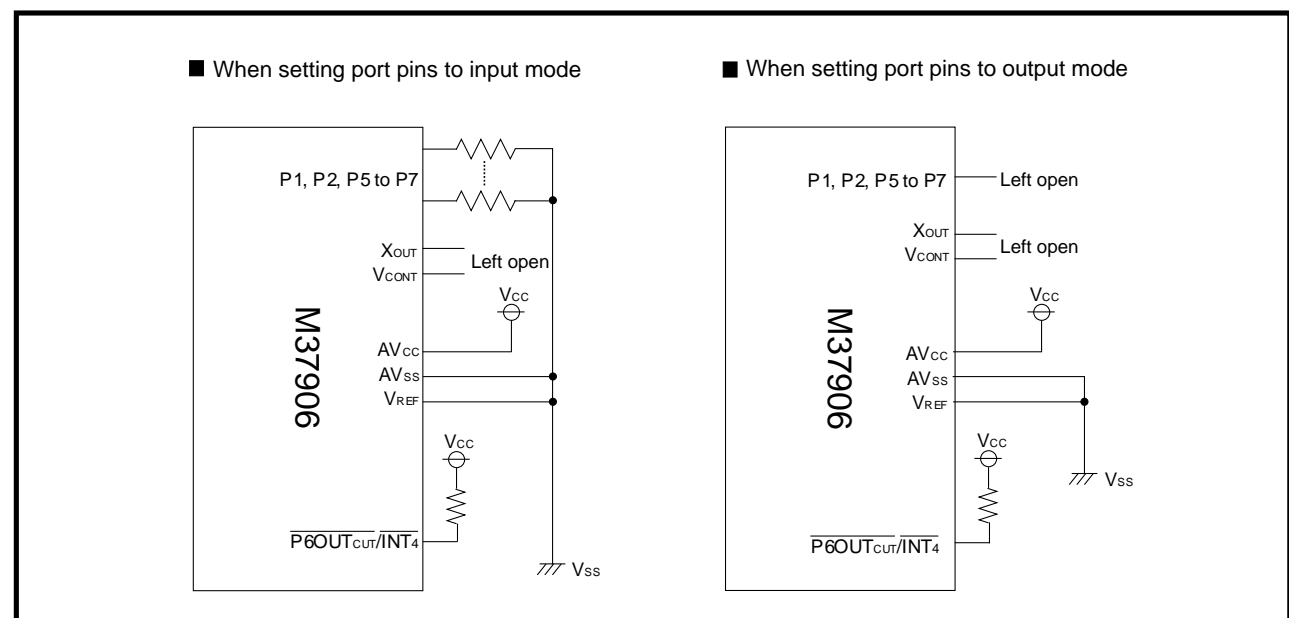 ■ When setting port pins to input mode
P1, P2, P5 to P7
XOUT
VCONT
Left open
VCC
M37906
AVCC
AVSS
VREF
VCC
P6OUTCUT/INT4
VSS
■ When setting port pins to output mode
P1, P2, P5 to P7
Left open
XOUT
VCONT
Left open
VCC
M37906
AVCC
AVSS
VREF
VCC
VSS
P6OUTCUT/INT4